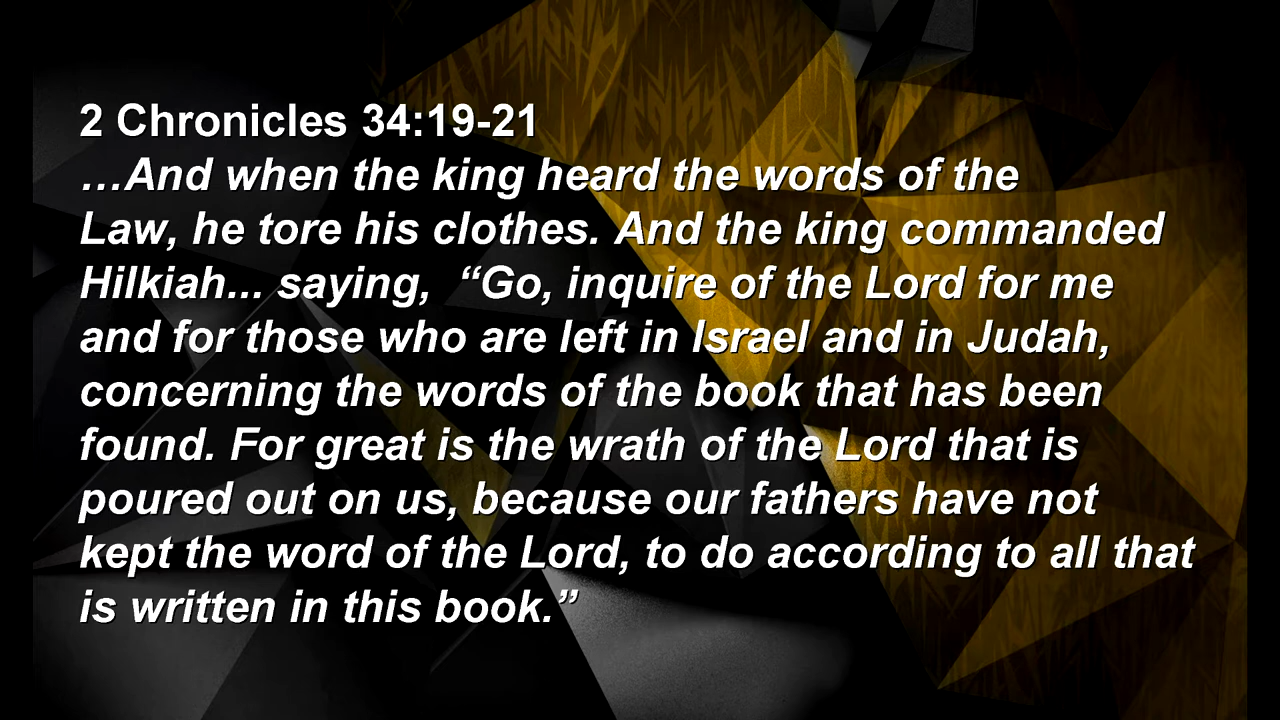 2 Chronicles 34:19-21
…And when the king heard the words of the
Law, he tore his clothes. And the king commanded
Hilkiah... saying,  “Go, inquire of the Lord for me
and for those who are left in Israel and in Judah,
concerning the words of the book that has been
found. For great is the wrath of the Lord that is
poured out on us, because our fathers have not
kept the word of the Lord, to do according to all that
is written in this book.”